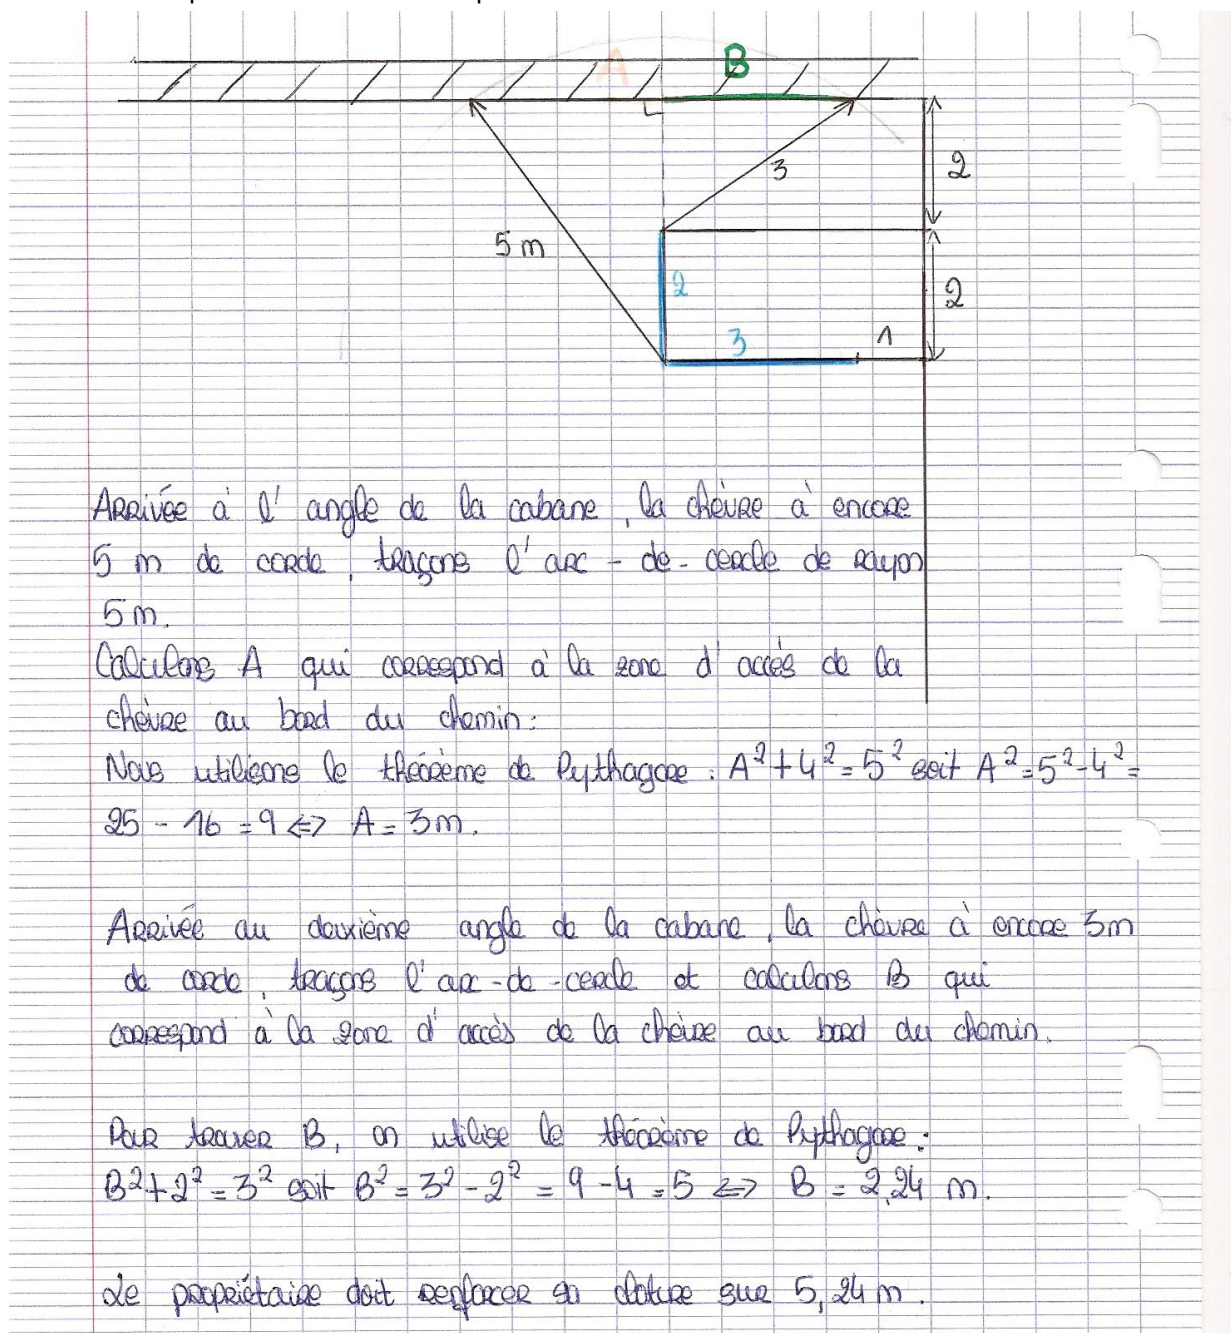 A
B
3
2
5 m
2
2
3
1
ARRivée à l' angle de la cabane, la chèvre à encore
5 m de corde, traçons l' arc - de - cercle de rayon
5 m.
Calculons A qui correspond à la zone d' accès de la
chèvre au bord du chemin :
Nous utilisons le théorème de Pythagore : A² + 4² = 5² soit A² = 5² - 4² =
25 - 16 = 9 <=> A = 3 m.
ARRivée au deuxième angle de la cabane, la chèvre à encore 3 m
de corde, traçons l' arc - de - cercle et calculons B qui
correspond à la zone d' accès de la chèvre au bord du chemin.
Pour trouver B, on utilise le théorème de Pythagore :
B² + 2² = 3² soit B² = 3² - 2² = 9 - 4 = 5 <=> B = 2,24 m.
Le propriétaire doit renforcer sa cloture sur 5,24 m.